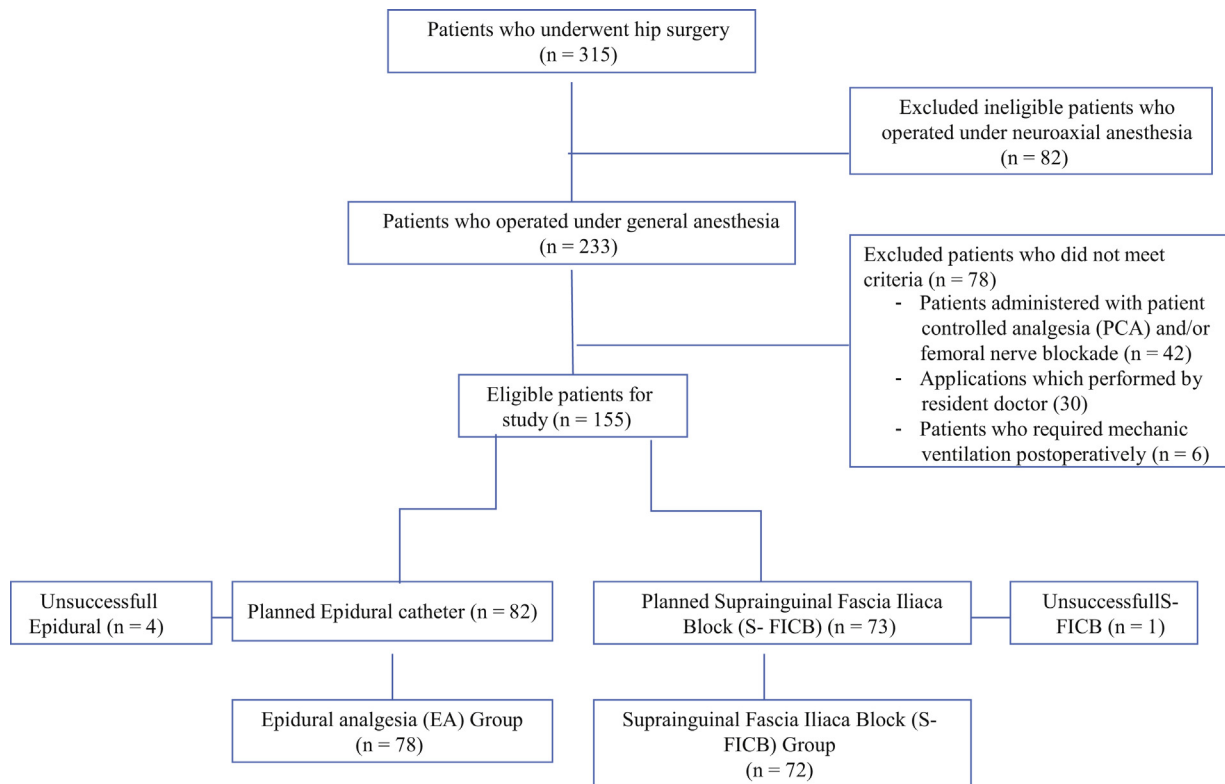 Patients who underwent hip surgery
(n = 315)
Excluded ineligible patients who
operated under neuroaxial anesthesia
(n = 82)
Patients who operated under general anesthesia
(n = 233)
Excluded patients who did not meet
criteria (n = 78)
- Patients administered with patient
controlled analgesia (PCA) and/or
femoral nerve blockade (n = 42)
- Applications which performed by
resident doctor (30)
- Patients who required mechanic
ventilation postoperatively (n = 6)
Eligible patients for
study (n = 155)
Unsuccessfull
Epidural (n = 4)
Planned Epidural catheter (n = 82)
Planned Suprainguinal Fascia Iliaca
Block (S- FICB) (n = 73)
UnsuccessfullS-
FICB (n = 1)
Epidural analgesia (EA) Group
(n = 78)
Suprainguinal Fascia Iliaca Block (S-
FICB) Group
(n = 72)